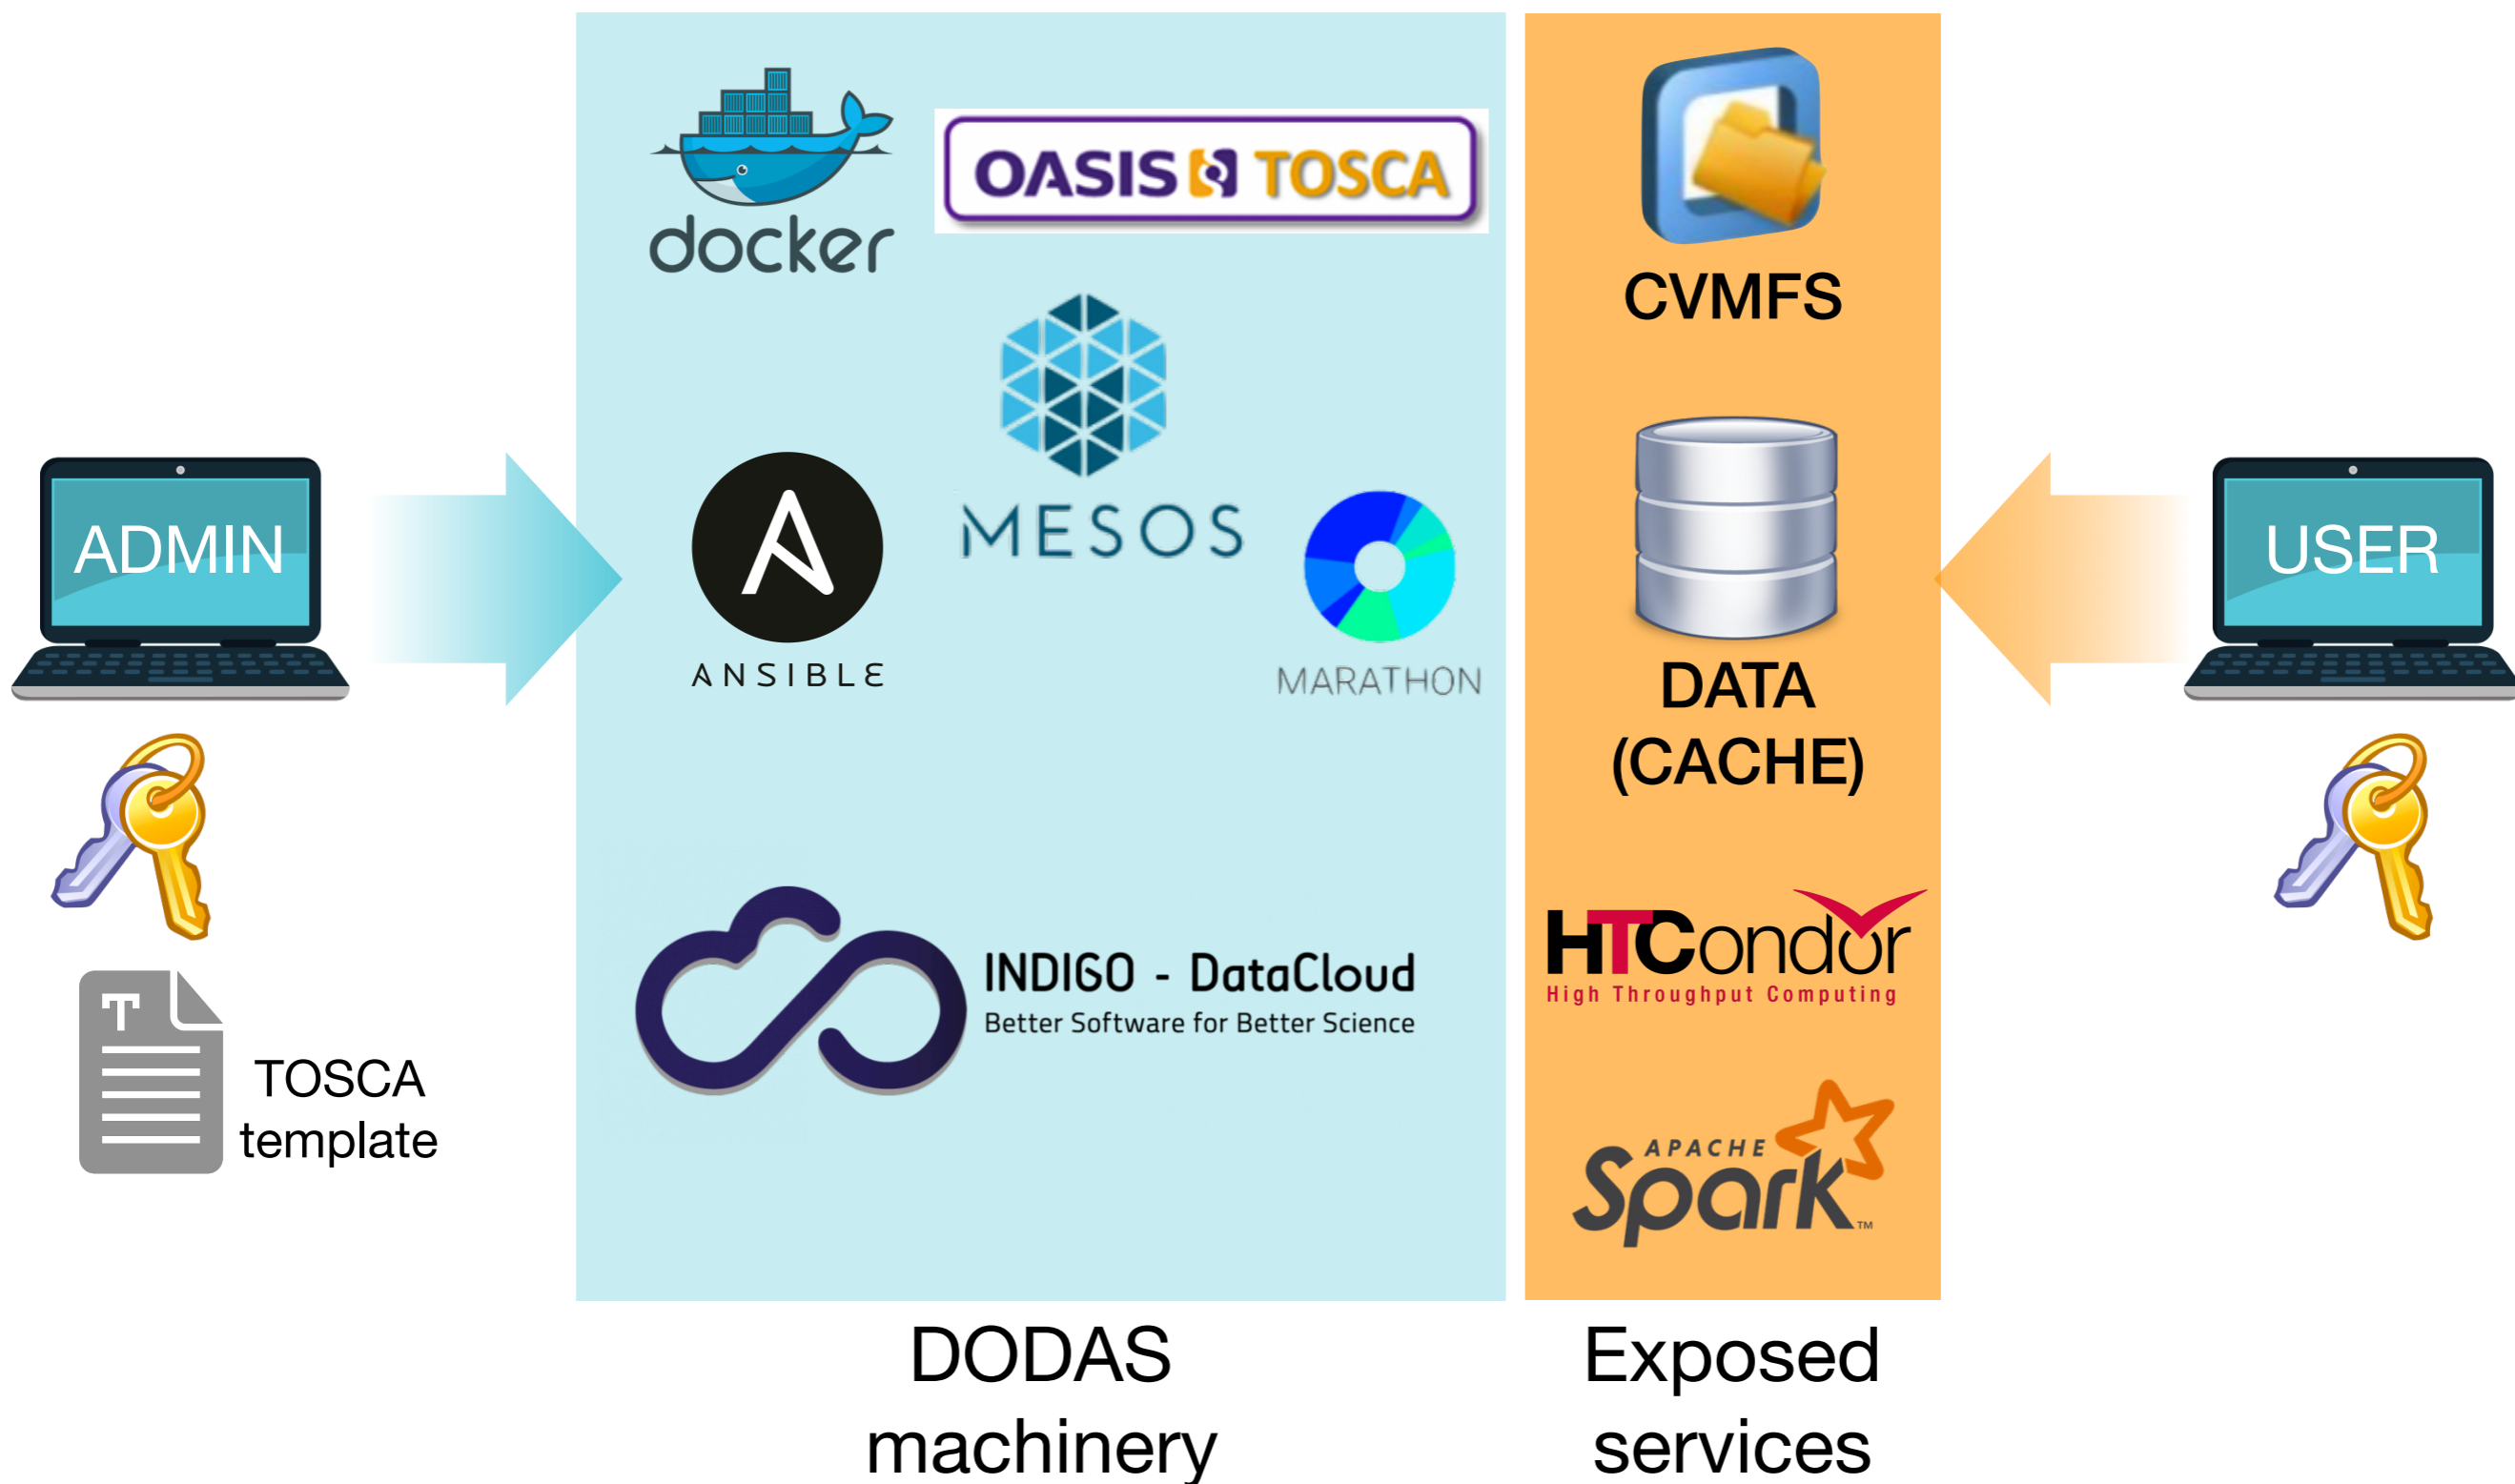 ADMIN
TOSCA
template
docker
OASIS TOSCA
MESOS
ANSIBLE
MARATHON
INDIGO - DataCloud
Better Software for Better Science
DODAS
machinery
CVMFS
DATA
(CACHE)
HTCondor
High Throughput Computing
APACHE
Spark™
Exposed
services
USER